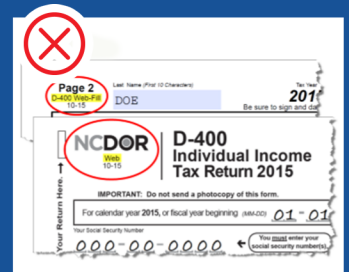 Page 2
D-400 Web-Fill
10-15
Last Name (First 10 Characters)
DOE
Tax Year
201
Be sure to sign and da
NCDOR
Web
10-15
D-400
Individual Income
Tax Return 2015
IMPORTANT: Do not send a photocopy of this form.
For calendar year 2015, or fiscal year beginning (MM-DD) 01-01
Your Social Security Number
000-00-0000
You must enter your
social security number(s)
Your Return Here.